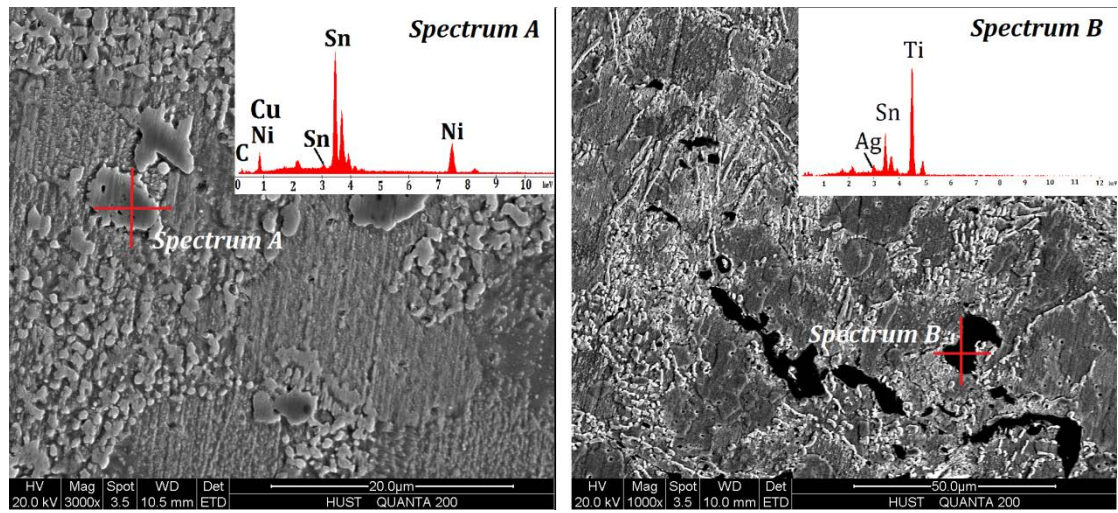 Spectrum A
Sn
Cu
Ni
C
Sn
Ni
0 1 2 3 4 5 6 7 8 9 10 keV
Spectrum A
HV Mag Spot WD Det
20.0 kV 3000x 3.5 10.5 mm ETD
20.0µm
HUST QUANTA 200
Spectrum B
Ti
Sn
Ag
1 2 3 4 5 6 7 8 9 10 11 12 keV
Spectrum B
HV Mag Spot WD Det
20.0 kV 1000x 3.5 10.0 mm ETD
50.0µm
HUST QUANTA 200